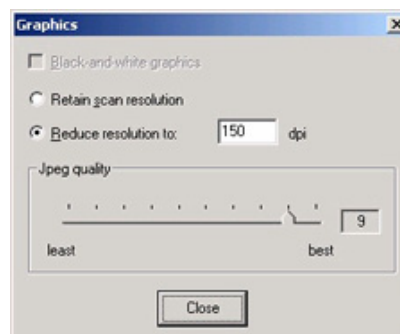 Graphics
Black-and-white graphics
Retain scan resolution
Reduce resolution to: 150 dpi
Jpeg quality
9
least best
Close